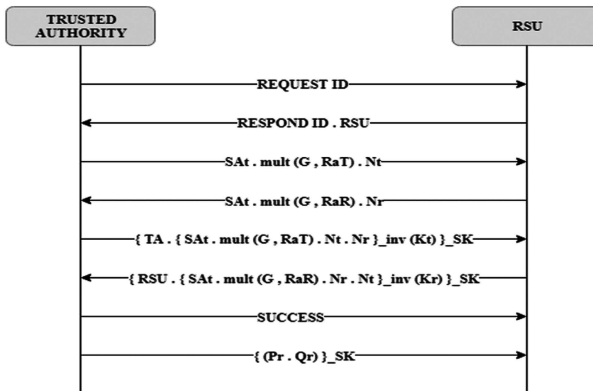 TRUSTED
AUTHORITY
RSU
REQUEST ID
RESPOND ID . RSU
SAt . mult (G , RaT) . Nt
SAt . mult (G , RaR) . Nr
{ TA . { SAt . mult (G , RaT) . Nt . Nr }_inv (Kt) }_SK
{ RSU . { SAt . mult (G , RaR) . Nr . Nt }_inv (Kr) }_SK
SUCCESS
{ (Pr . Qr) }_SK